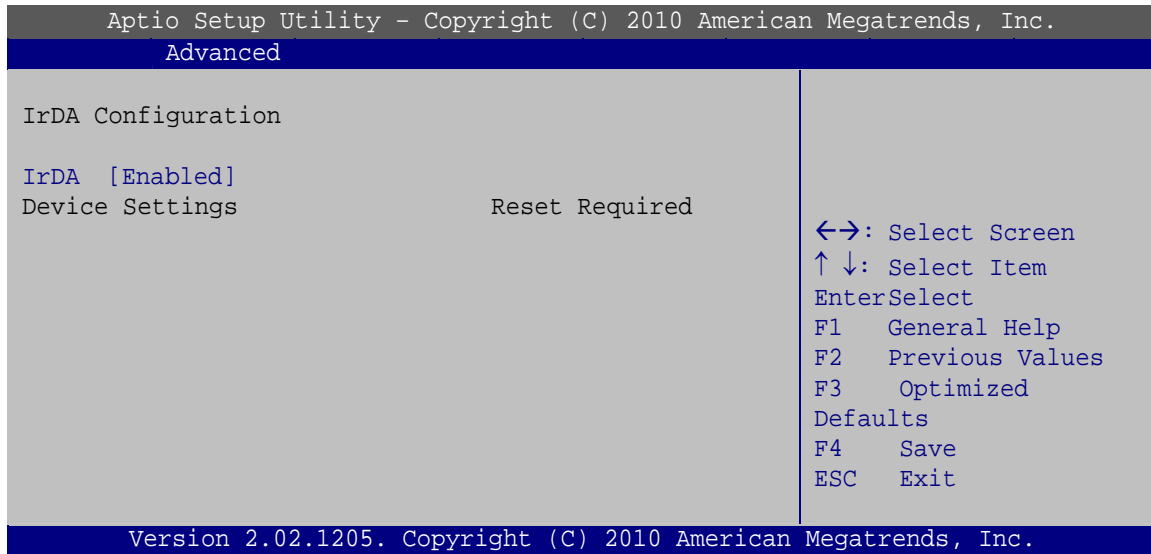 Aptio Setup Utility – Copyright (C) 2010 American Megatrends, Inc.
Advanced
IrDA Configuration
IrDA [Enabled]
Device Settings Reset Required
←→: Select Screen
↑ ↓: Select Item
EnterSelect
F1 General Help
F2 Previous Values
F3 Optimized
Defaults
F4 Save
ESC Exit
Version 2.02.1205. Copyright (C) 2010 American Megatrends, Inc.